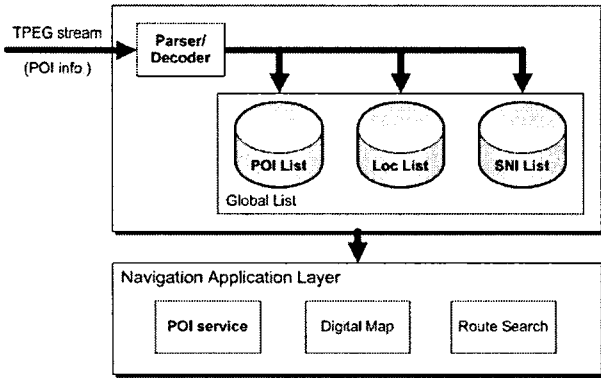 TPEG stream
(POI info )
Parser/
Decoder
POI List
Loc List
SNI List
Global List
Navigation Application Layer
POI service
Digital Map
Route Search